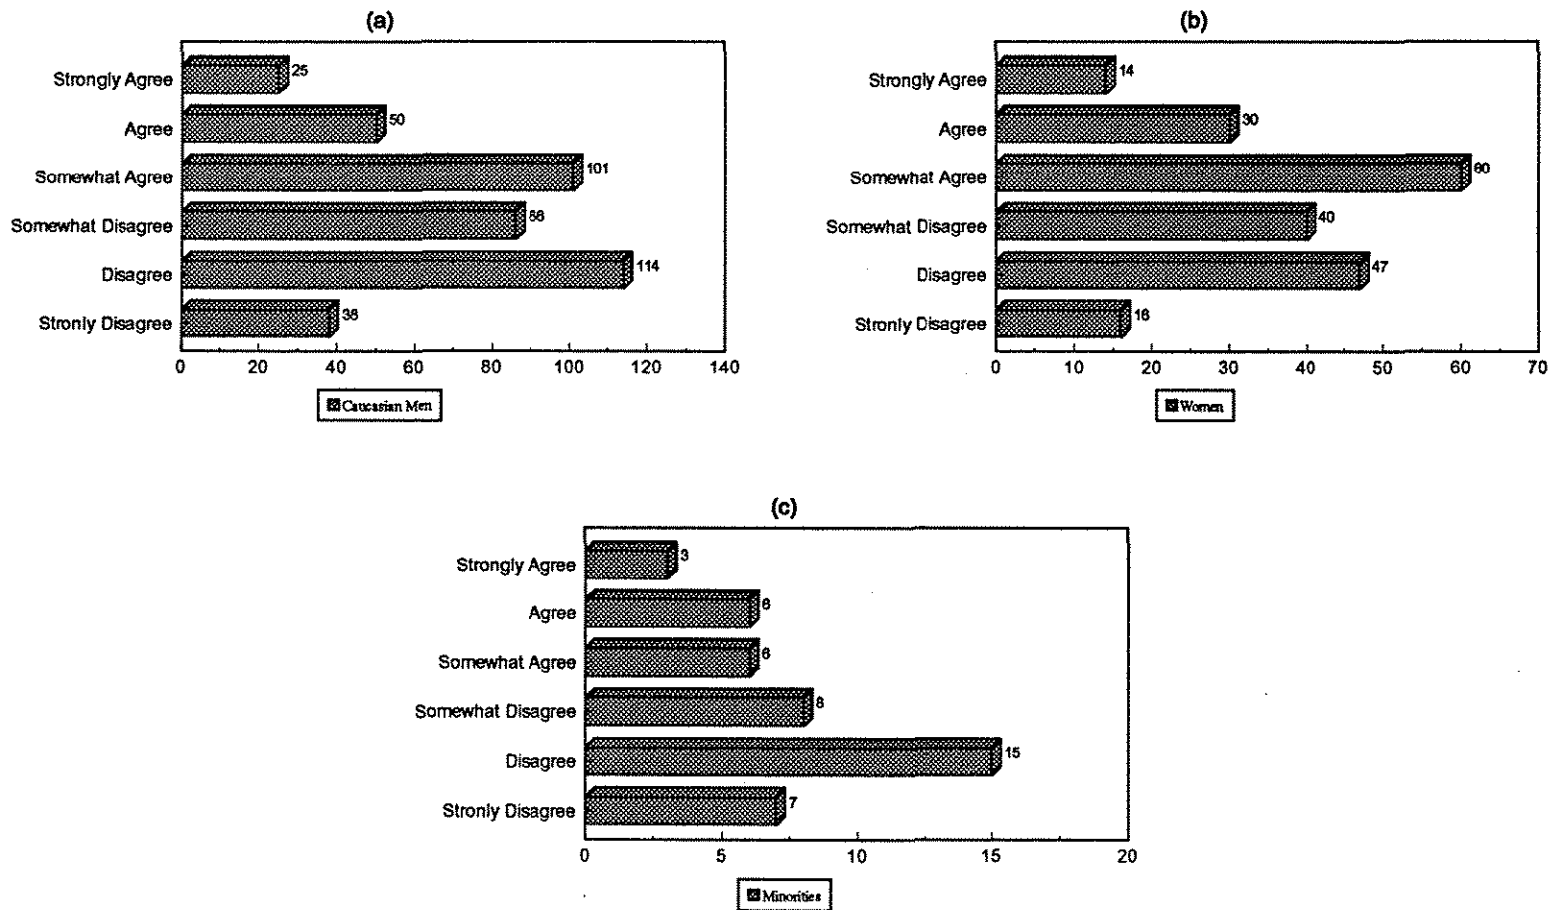 (a)
Strongly Agree 25
Agree 50
Somewhat Agree 101
Somewhat Disagree 86
Disagree 114
Stronly Disagree 38
0 20 40 60 80 100 120 140
Caucasian Men
(b)
Strongly Agree 14
Agree 30
Somewhat Agree 60
Somewhat Disagree 40
Disagree 47
Stronly Disagree 16
0 10 20 30 40 50 60 70
Women
(c)
Strongly Agree 3
Agree 6
Somewhat Agree 6
Somewhat Disagree 8
Disagree 15
Stronly Disagree 7
0 5 10 15 20
Minorities